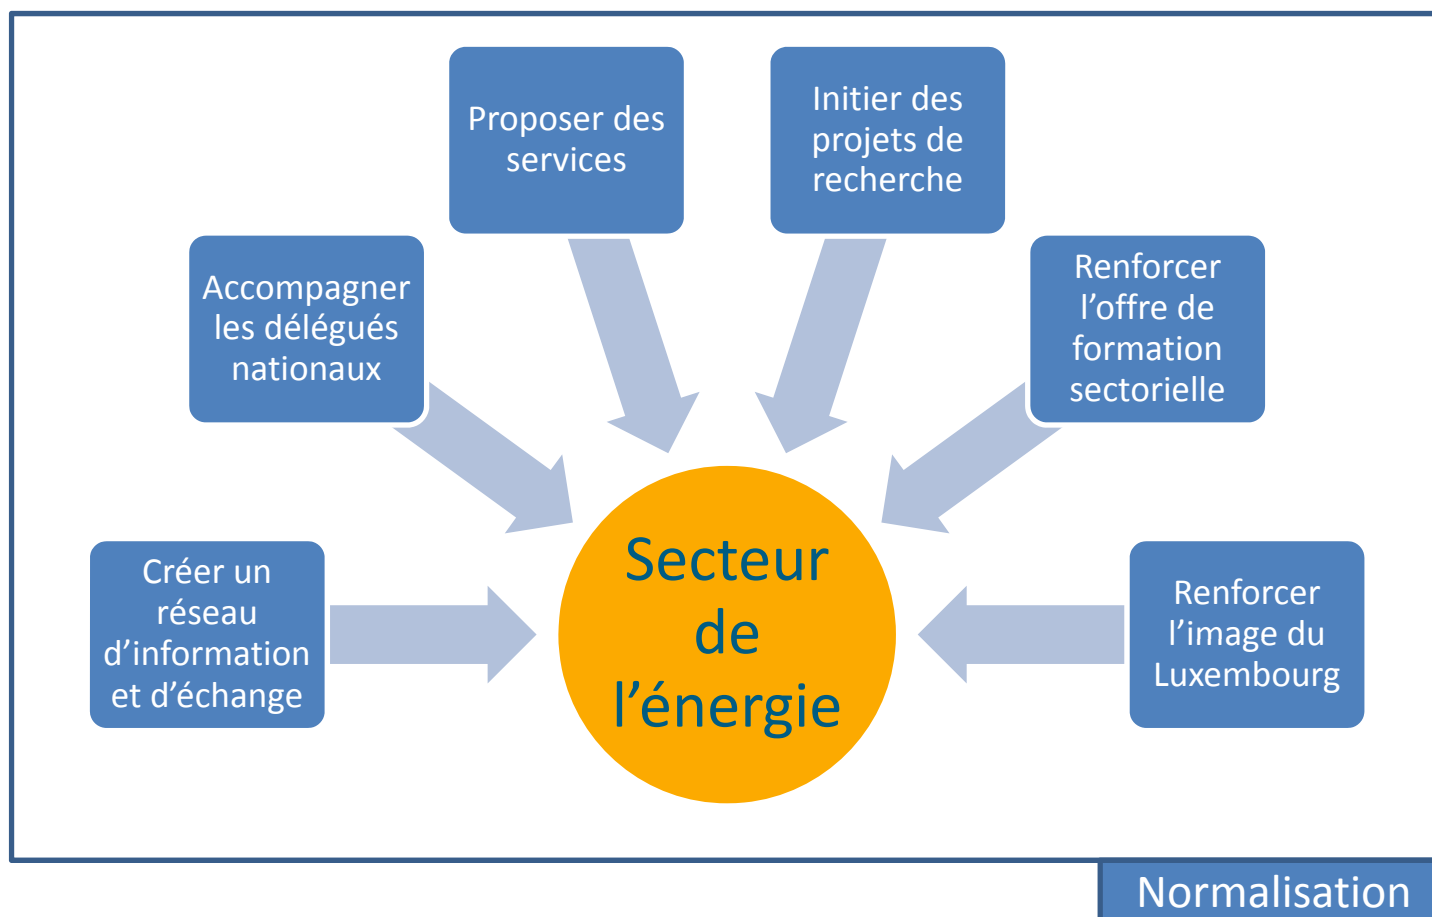 Proposer des
services
Initier des
projets de
recherche
Accompagner
les délégués
nationaux
Renforcer
l’offre de
formation
sectorielle
Créer un
réseau
d’information
et d’échange
Secteur
de
l’énergie
Renforcer
l’image du
Luxembourg
Normalisation